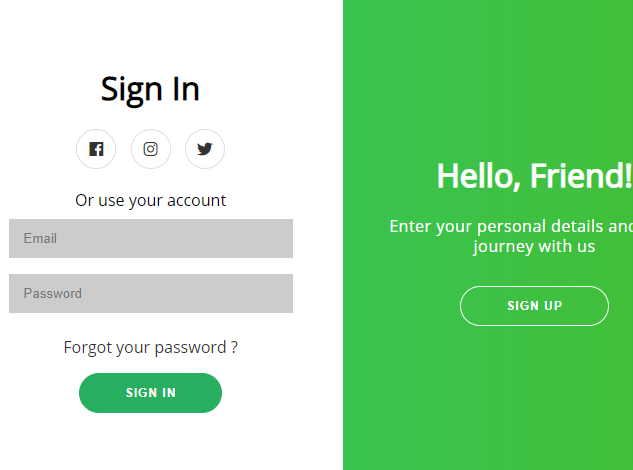 Sign In
Or use your account
Email
Password
Forgot your password ?
SIGN IN
Hello, Friend!
Enter your personal details and
journey with us
SIGN UP